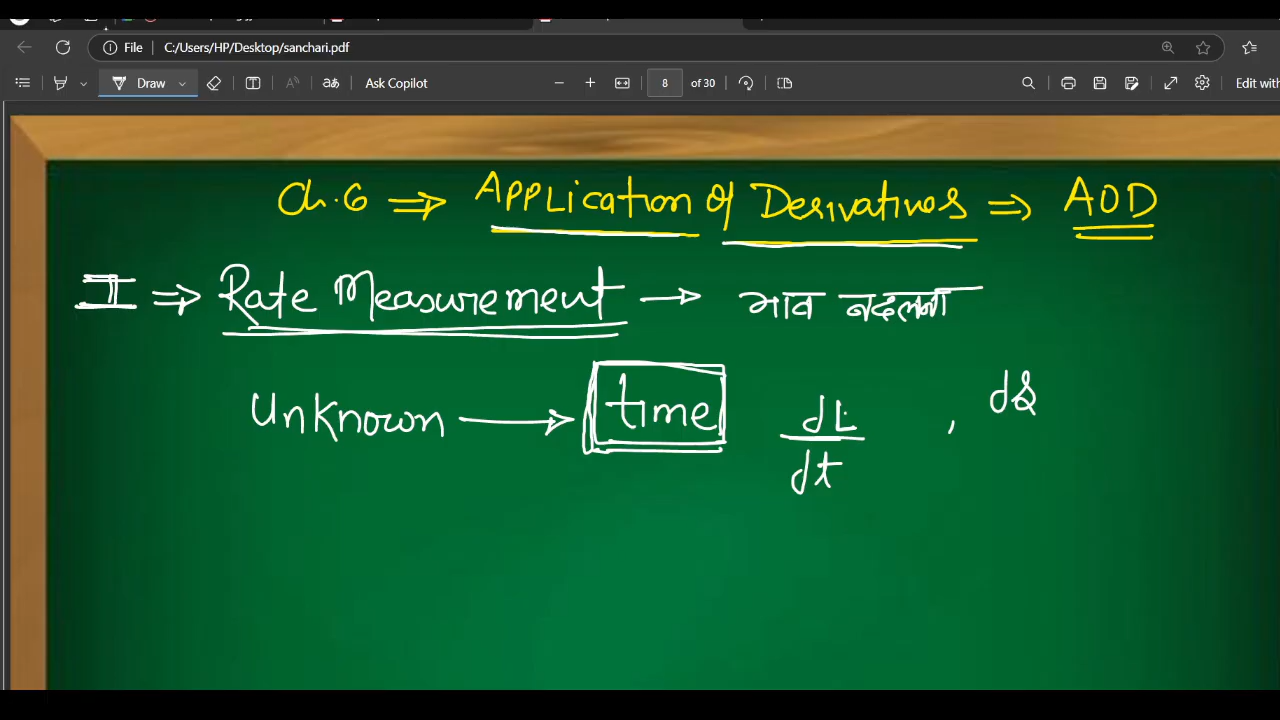 File | C:/Users/HP/Desktop/sanchari.pdf
Draw Ask Copilot 8 of 30 Edit with
Ch.6 ⇒ Application of Derivatives ⇒ AOD
I ⇒ Rate Measurement → भाव बदलना
Unknown → time dL/dt , d